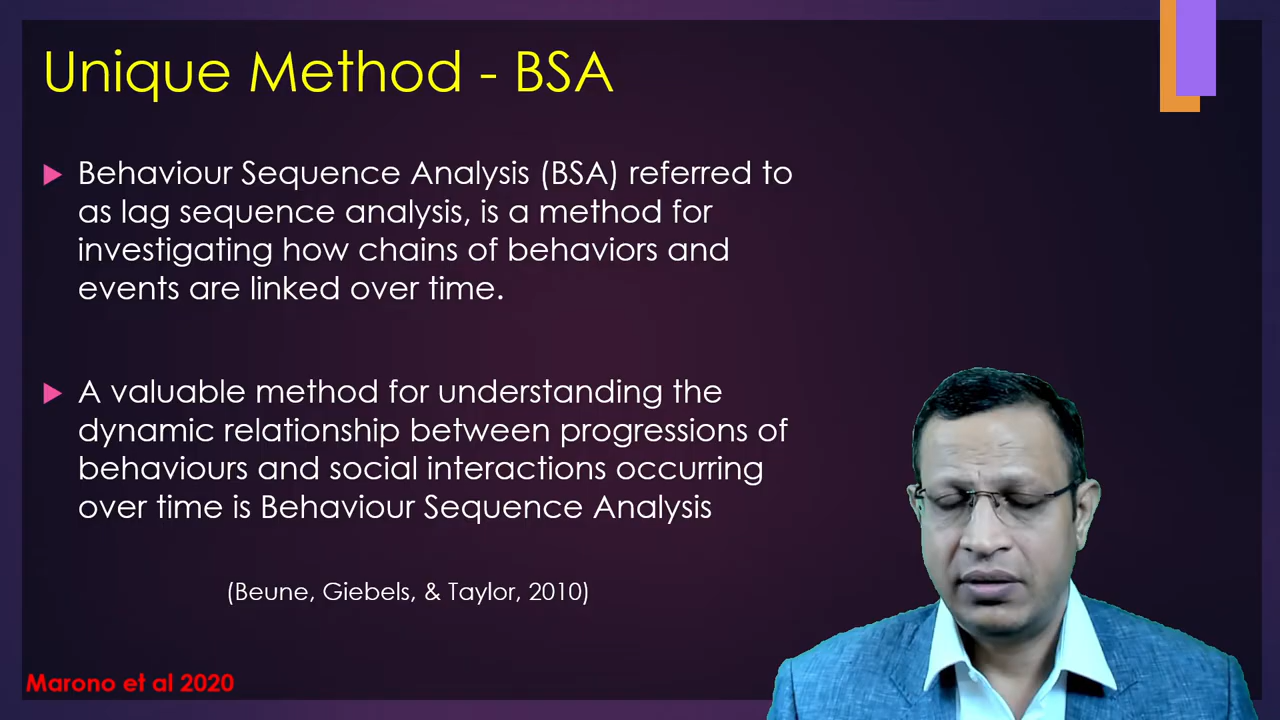 Unique Method - BSA
Behaviour Sequence Analysis (BSA) referred to
as lag sequence analysis, is a method for
investigating how chains of behaviors and
events are linked over time.
A valuable method for understanding the
dynamic relationship between progressions of
behaviours and social interactions occurring
over time is Behaviour Sequence Analysis
(Beune, Giebels, & Taylor, 2010)
Marono et al 2020